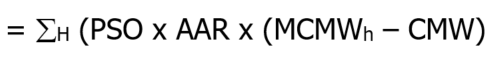 = ∑H (PSO x AAR x (MCMWh – CMW)